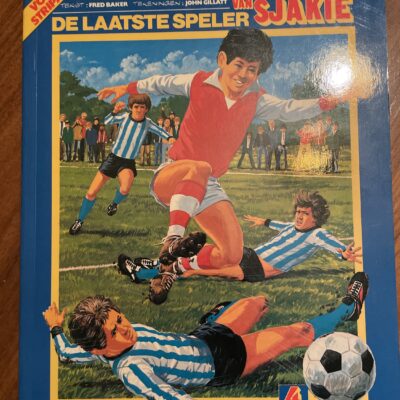 VAN SJAKIE
TEKST: FRED BAKER TEKENINGEN: JOHN GILLATT
DE LAATSTE SPELER